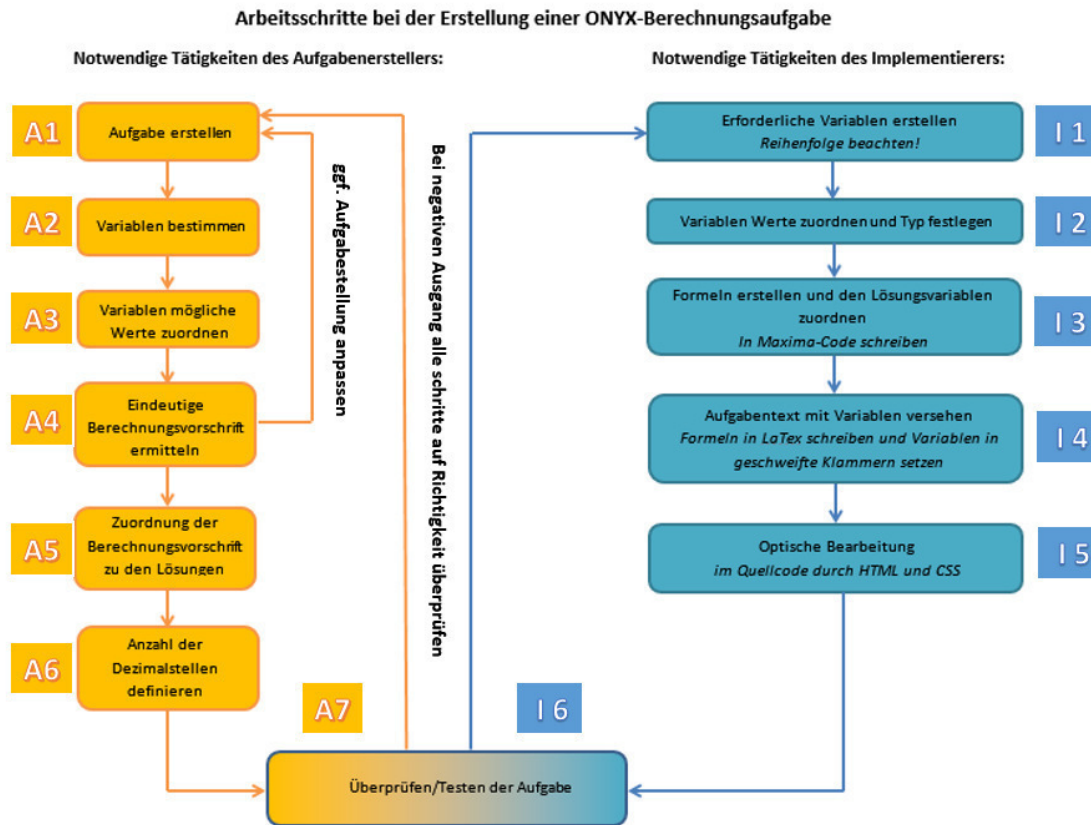 Arbeitsschritte bei der Erstellung einer ONYX-Berechnungsaufgabe
Notwendige Tätigkeiten des Aufgabenerstellers:
A1
Aufgabe erstellen
A2
Variablen bestimmen
A3
Variablen mögliche
Werte zuordnen
A4
Eindeutige
Berechnungsvorschrift
ermitteln
A5
Zuordnung der
Berechnungsvorschrift
zu den Lösungen
A6
Anzahl der
Dezimalstellen
definieren
ggf. Aufgabestellung anpassen
Bei negativen Ausgang alle schritte auf Richtigkeit überprüfen
Notwendige Tätigkeiten des Implementierers:
Erforderliche Variablen erstellen
Reihenfolge beachten!
I 1
Variablen Werte zuordnen und Typ festlegen
I 2
Formeln erstellen und den Lösungsvariablen
zuordnen
In Maxima-Code schreiben
I 3
Aufgabentext mit Variablen versehen
Formeln in LaTex schreiben und Variablen in
geschweifte Klammern setzen
I 4
Optische Bearbeitung
im Quellcode durch HTML und CSS
I 5
A7
I 6
Überprüfen/Testen der Aufgabe